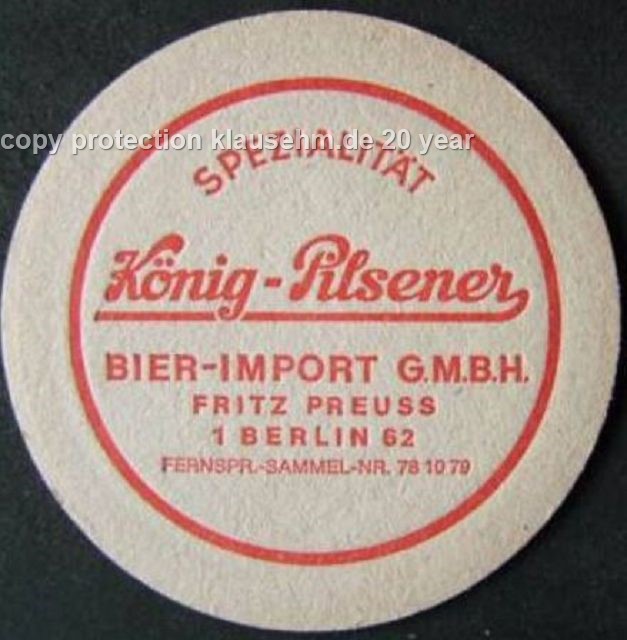 copy protection klausehm.de 20 year
SPEZIALITÄT
König-Pilsener
BIER-IMPORT G.M.B.H.
FRITZ PREUSS
1 BERLIN 62
FERNSPR.-SAMMEL-NR. 78 10 79